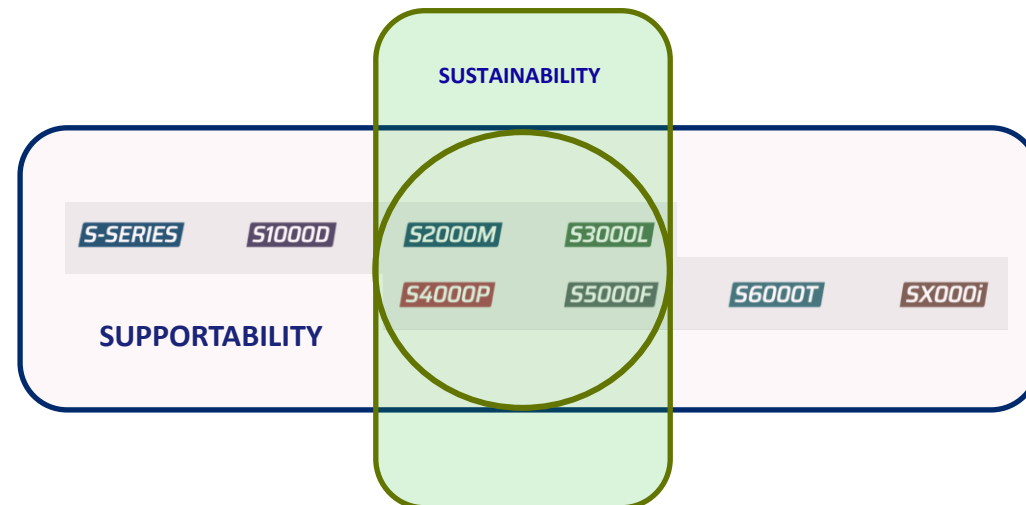 SUSTAINABILITY
S-SERIES S1000D S2000M S3000L
S4000P S5000F S6000T SX000i
SUPPORTABILITY